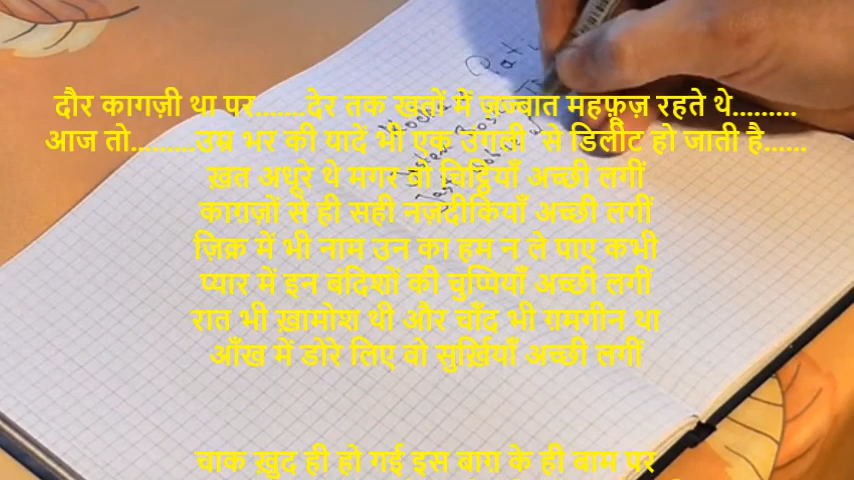 दौर कागज़ी था पर.......देर तक खतों में जज्बात महफ़ूज़ रहते थे.........
आज तो.........उम्र भर की यादें भी एक उंगली से डिलीट हो जाती है......
ख़त अधूरे थे मगर वो चिट्ठियाँ अच्छी लगीं
काग़ज़ों से ही सही नज़दीकियाँ अच्छी लगीं
ज़िक्र में भी नाम उन का हम न ले पाए कभी
प्यार में इन बंदिशों की चुप्पियाँ अच्छी लगीं
रात भी ख़ामोश थी और चाँद भी ग़मगीन था
आँख में डोरे लिए वो सुर्ख़ियाँ अच्छी लगीं
चाक ख़ुद ही हो गई इस बाग़ के ही बाम पर